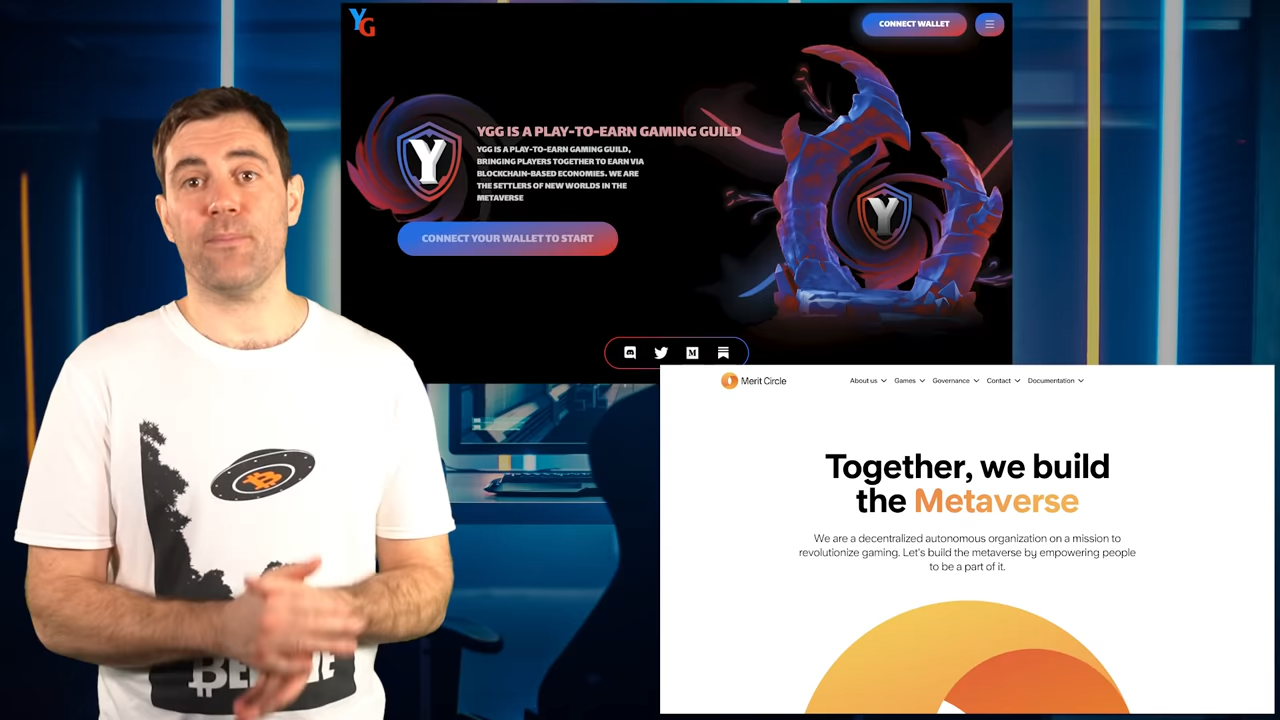 YG
CONNECT WALLET
YGG IS A PLAY-TO-EARN GAMING GUILD
YGG IS A PLAY-TO-EARN GAMING GUILD,
BRINGING PLAYERS TOGETHER TO EARN VIA
BLOCKCHAIN-BASED ECONOMIES. WE ARE
THE SETTLERS OF NEW WORLDS IN THE
METAVERSE
Y
Y
CONNECT YOUR WALLET TO START
Merit Circle
About us Games Governance Contact Documentation
Together, we build
the Metaverse
We are a decentralized autonomous organization on a mission to
revolutionize gaming. Let's build the metaverse by empowering people
to be a part of it.